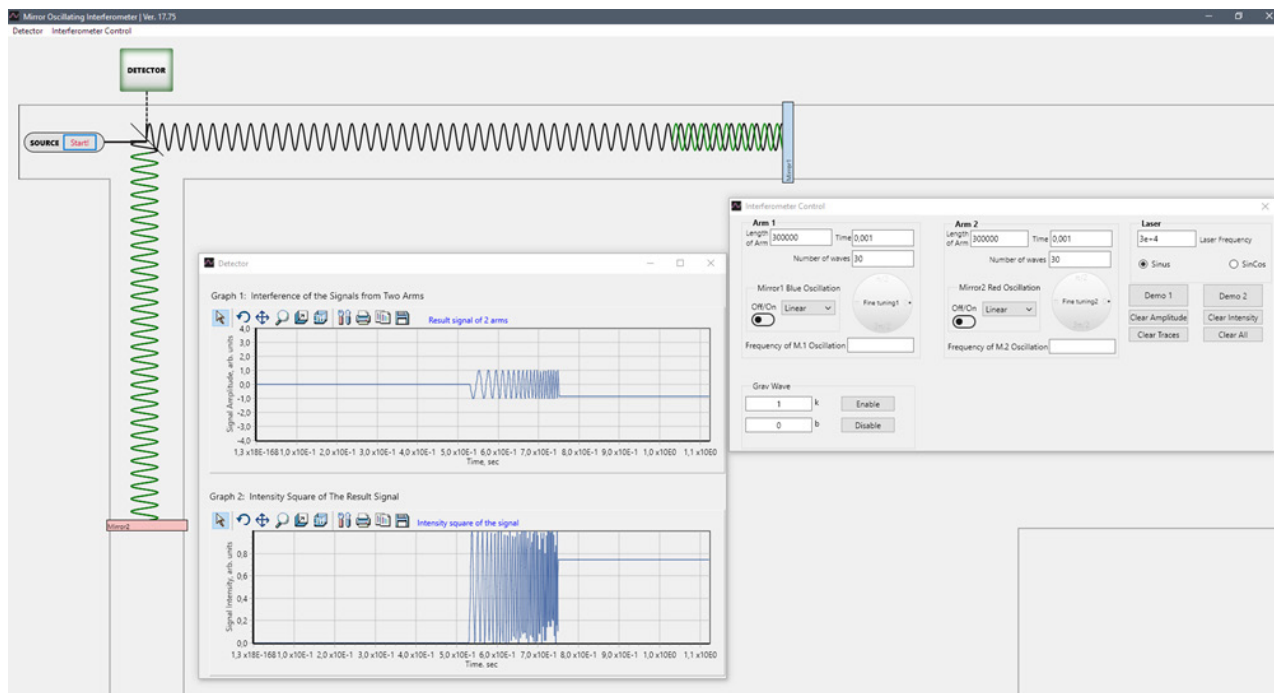 Mirror Oscillating Interferometer | Ver. 17.75
Detector Interferometer Control
DETECTOR
SOURCE Start!
Mirror1
Mirror2
Interferometer Control
Arm 1
Length of Arm 300000 Time 0,001
Number of waves 30
Mirror1 Blue Oscillation
Off/On Linear
Fine tuning1
Frequency of M.1 Oscillation
Arm 2
Length of Arm 300000 Time 0,001
Number of waves 30
Mirror2 Red Oscillation
Off/On Linear
Fine tuning2
Frequency of M.2 Oscillation
Laser
3e-4 Laser Frequency
Sinus SinCos
Demo 1 Demo 2
Clear Amplitude Clear Intensity
Clear Traces Clear All
Grav Wave
1 k Enable
0 b Disable
Detector
Graph 1: Interference of the Signals from Two Arms
Result signal of 2 arms
Signal Amplitude, arb. units
4,0
3,0
2,0
1,0
0,0
-1,0
-2,0
-3,0
-4,0
1,3 x18E-168 1,0 x10E-1 2,0 x10E-1 3,0 x10E-1 4,0 x10E-1 5,0 x10E-1 6,0 x10E-1 7,0 x10E-1 8,0 x10E-1 9,0 x10E-1 1,0 x10E0 1,1 x10E0
Time, sec
Graph 2: Intensity Square of The Result Signal
Intensity square of the signal
Signal Intensity, arb. units
0,8
0,6
0,4
0,2
0,0
1,3 x18E-168 1,0 x10E-1 2,0 x10E-1 3,0 x10E-1 4,0 x10E-1 5,0 x10E-1 6,0 x10E-1 7,0 x10E-1 8,0 x10E-1 9,0 x10E-1 1,0 x10E0 1,1 x10E0
Time, sec